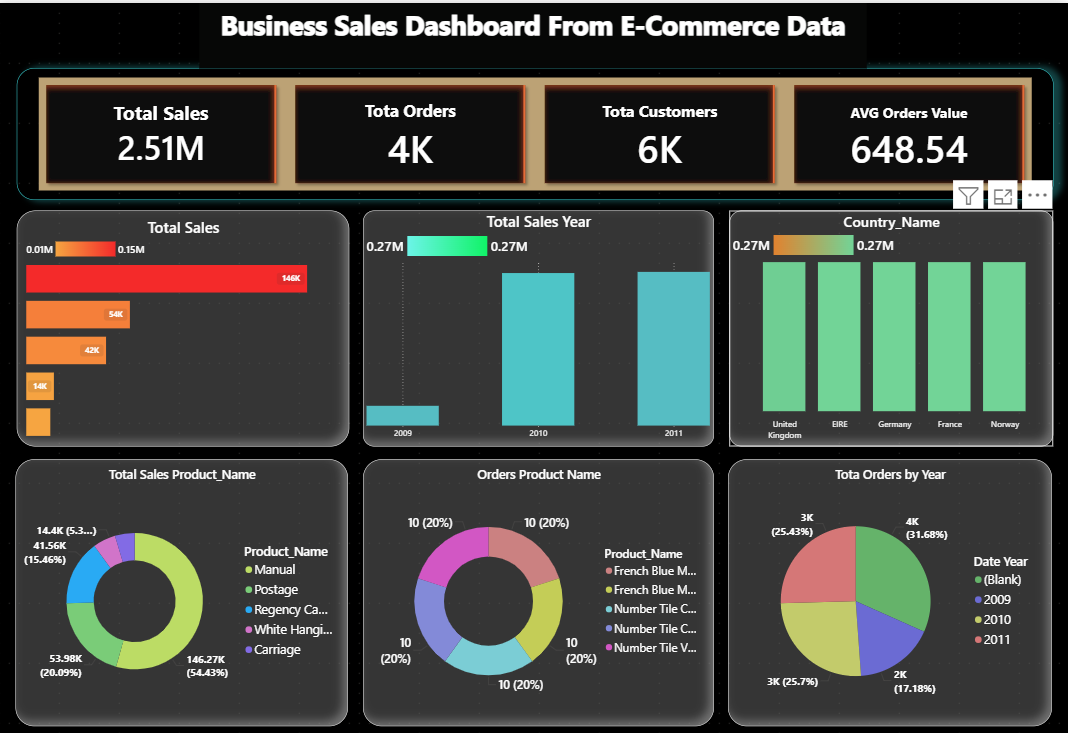 Business Sales Dashboard From E-Commerce Data
Total Sales
2.51M
Tota Orders
4K
Tota Customers
6K
AVG Orders Value
648.54
Total Sales
0.01M 0.15M
146K
54K
42K
14K
Total Sales Year
0.27M 0.27M
2009 2010 2011
Country_Name
0.27M 0.27M
United
Kingdom
EIRE Germany France Norway
Total Sales Product_Name
14.4K (5.3...)
41.56K
(15.46%)
53.98K
(20.09%)
146.27K
(54.43%)
Product_Name
Manual
Postage
Regency Ca...
White Hangi...
Carriage
Orders Product Name
10 (20%)
10 (20%)
10
(20%)
10
(20%)
10 (20%)
Product_Name
French Blue M...
French Blue M...
Number Tile C...
Number Tile C...
Number Tile V...
Tota Orders by Year
3K
(25.43%)
4K
(31.68%)
3K (25.7%)
2K
(17.18%)
Date Year
(Blank)
2009
2010
2011